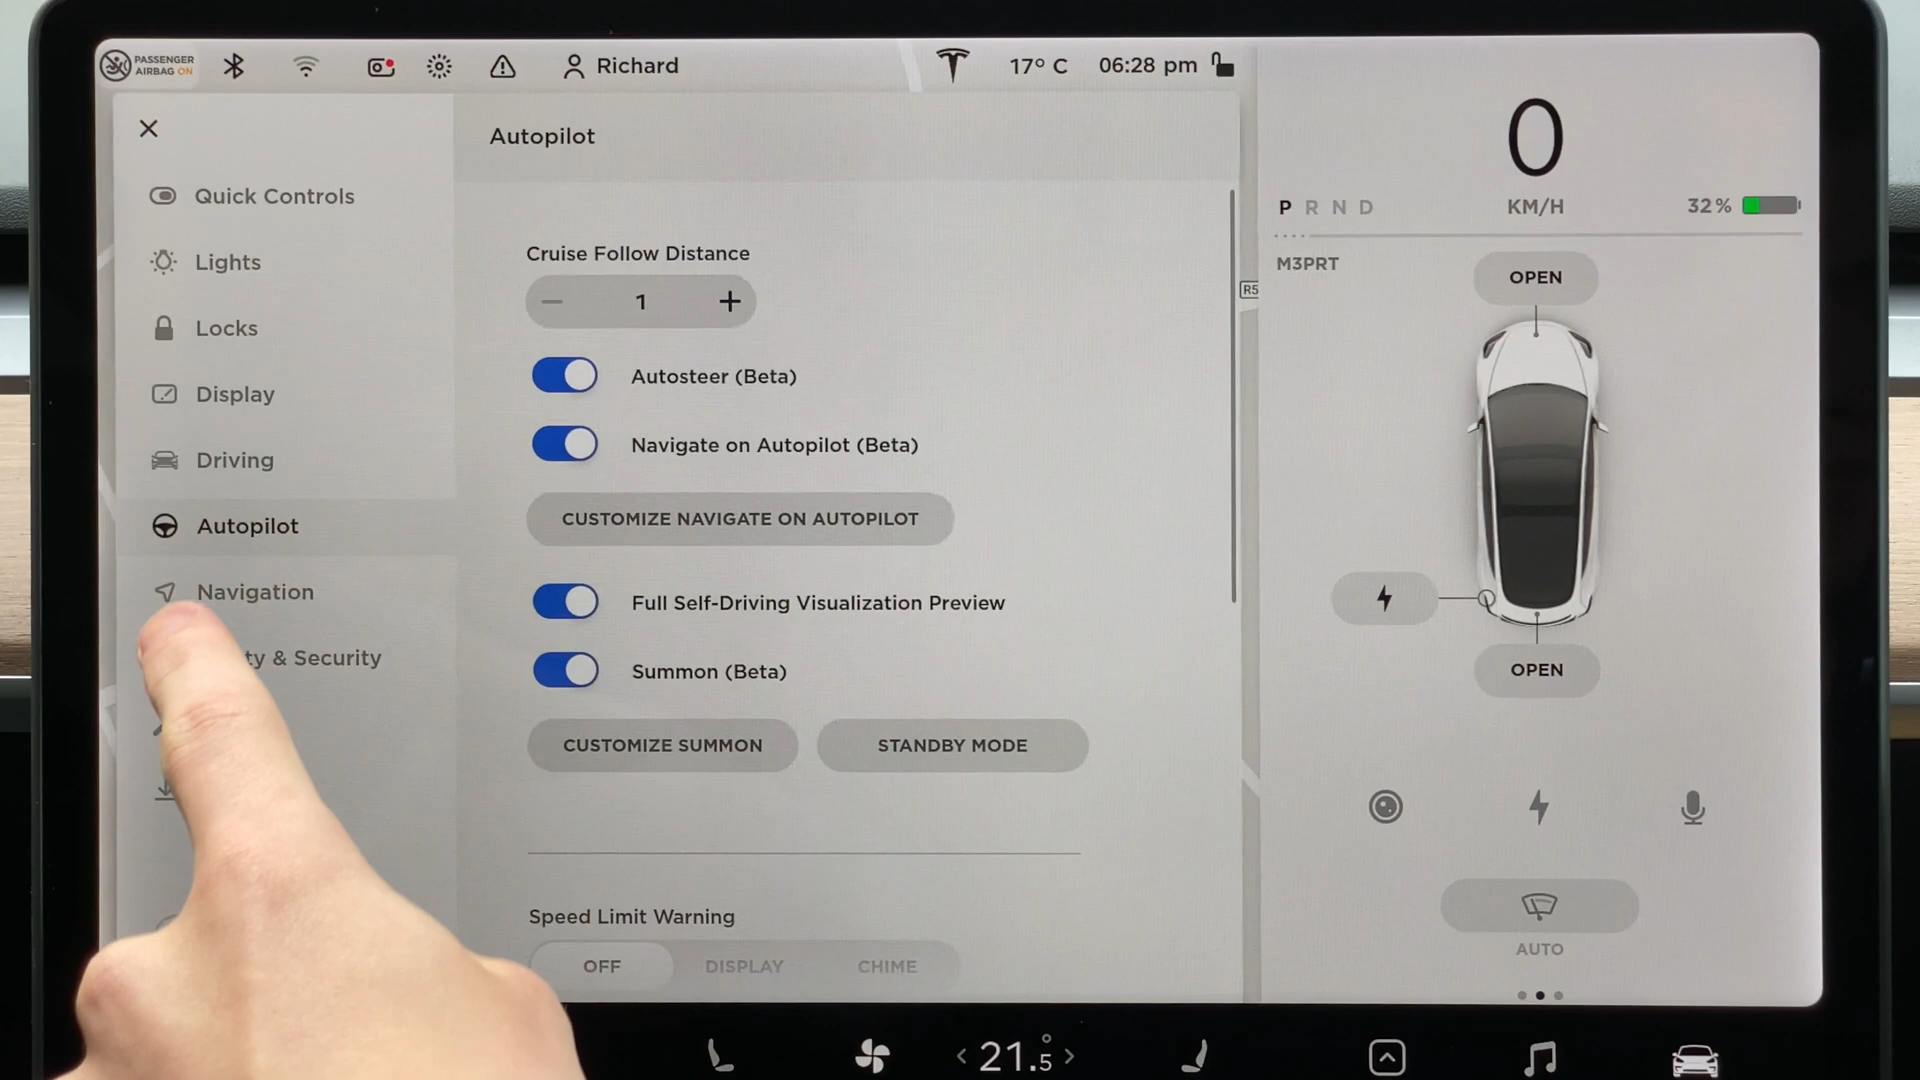 PASSENGER
AIRBAG ON
Richard
17° C
06:28 pm
Quick Controls
Lights
Locks
Display
Driving
Autopilot
Navigation
ty & Security
Autopilot
Cruise Follow Distance
− 1 +
Autosteer (Beta)
Navigate on Autopilot (Beta)
CUSTOMIZE NAVIGATE ON AUTOPILOT
Full Self-Driving Visualization Preview
Summon (Beta)
CUSTOMIZE SUMMON
STANDBY MODE
Speed Limit Warning
OFF DISPLAY CHIME
R5
0
KM/H
P R N D
32%
M3PRT
OPEN
OPEN
AUTO
< 21.5° >